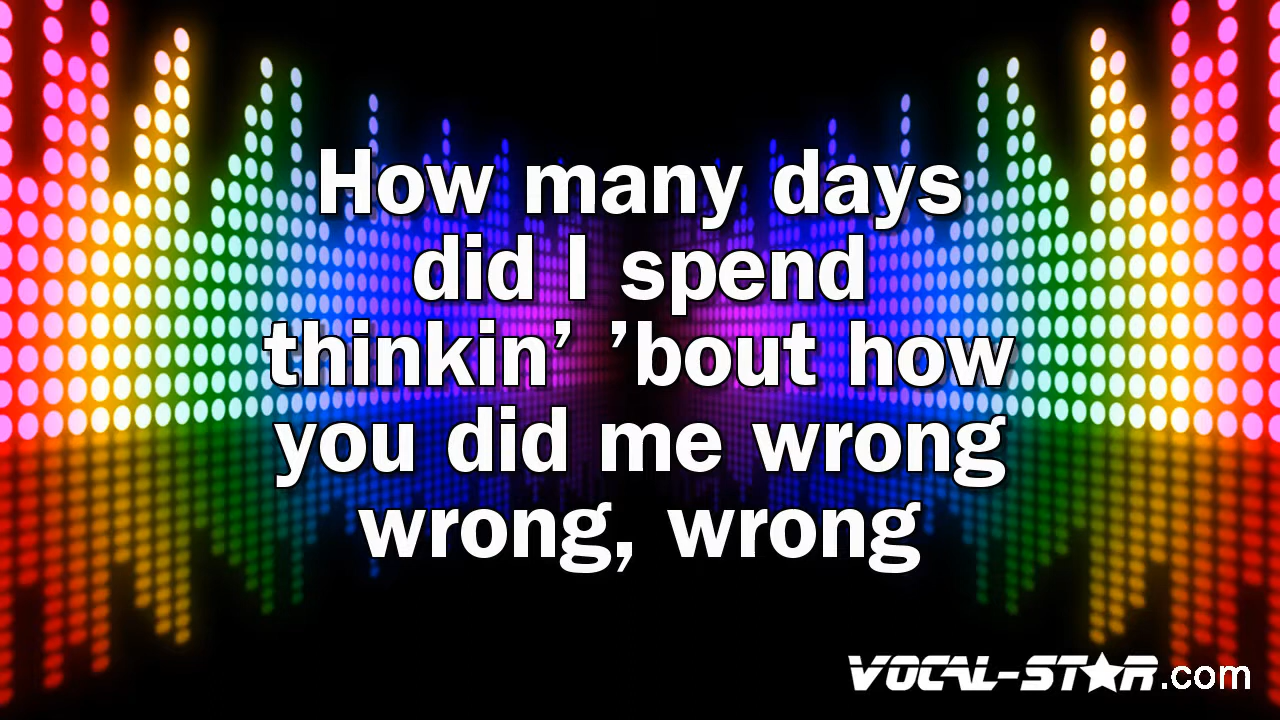 How many days
did I spend
thinkin’ ’bout how
you did me wrong
wrong, wrong
VOCAL-STAR.com